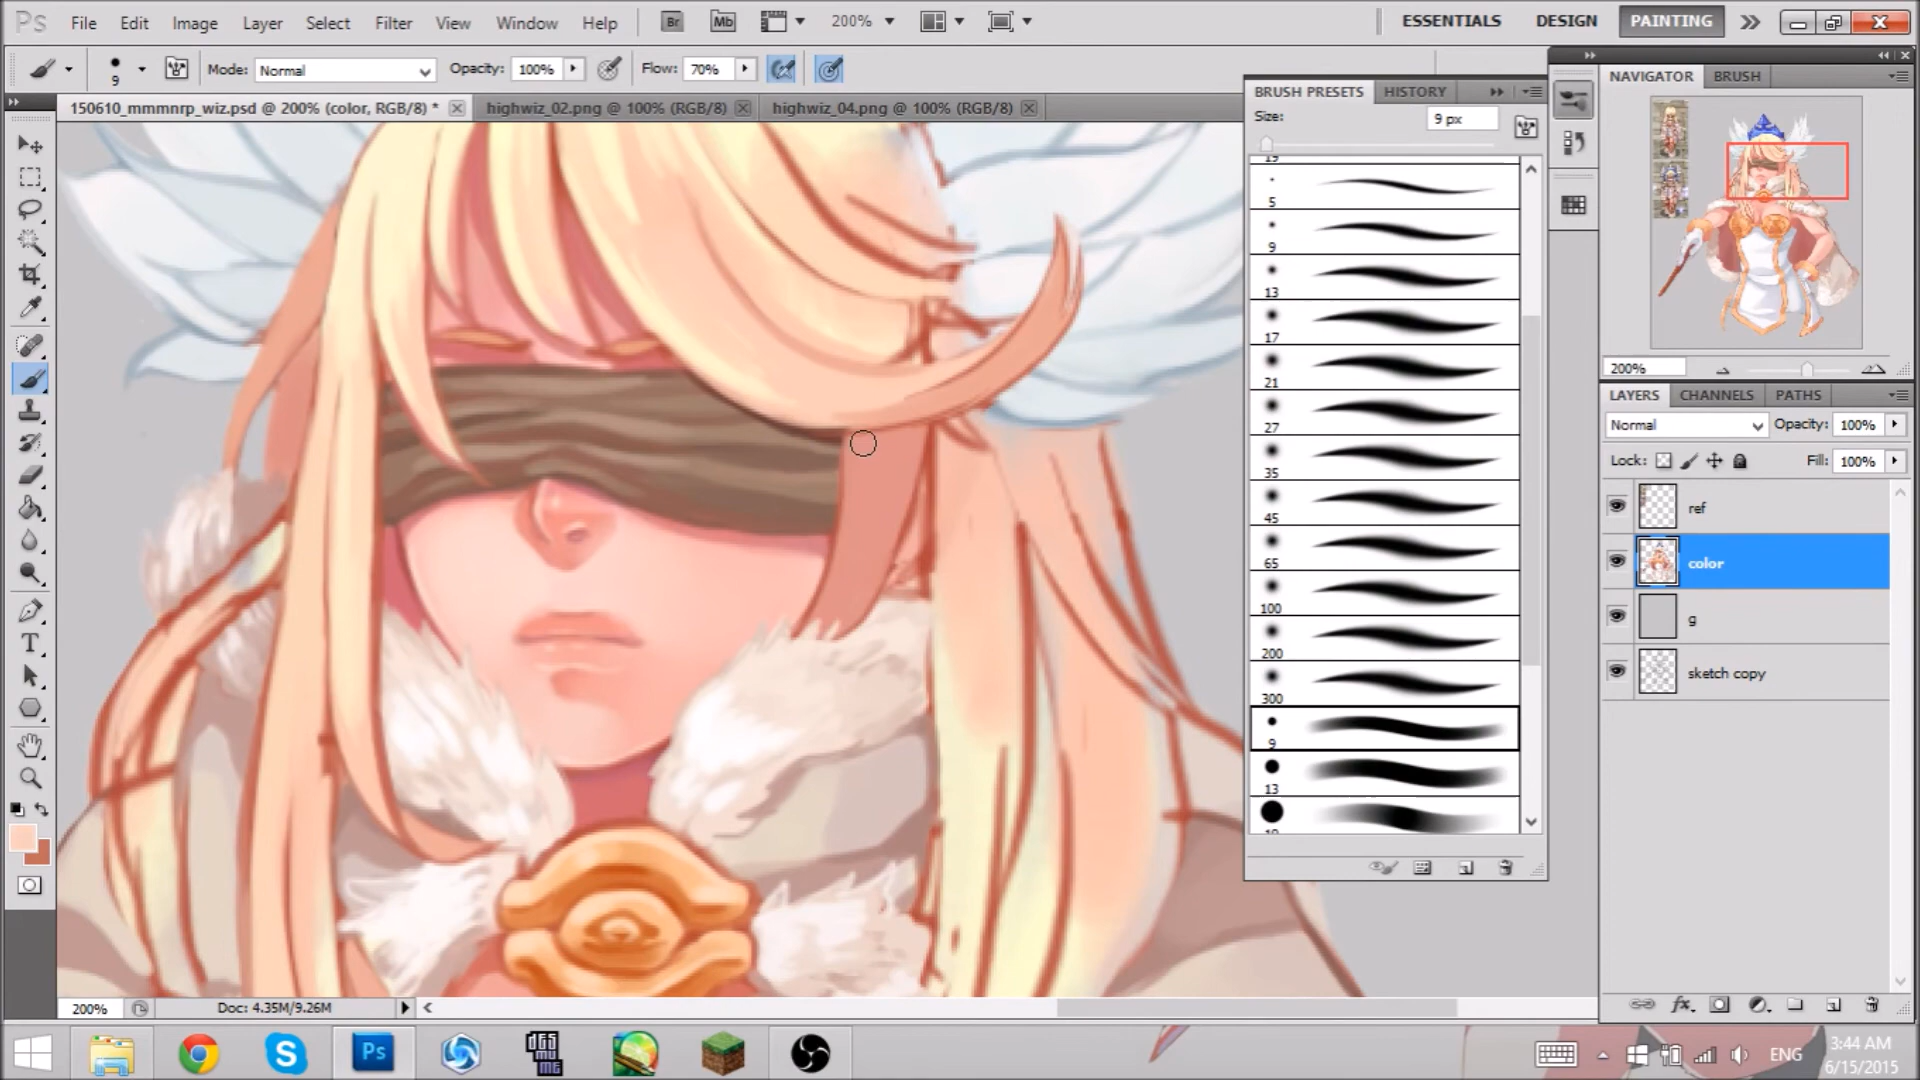 Ps File Edit Image Layer Select Filter View Window Help Br Mb 200% ESSENTIALS DESIGN PAINTING
9 Mode: Normal Opacity: 100% Flow: 70%
150610_mmmnrp_wiz.psd @ 200% (color, RGB/8) * highwiz_02.png @ 100% (RGB/8) highwiz_04.png @ 100% (RGB/8)
BRUSH PRESETS HISTORY
Size: 9 px
19
5
9
13
17
21
27
35
45
65
100
200
300
9
13
NAVIGATOR BRUSH
200%
LAYERS CHANNELS PATHS
Normal Opacity: 100%
Lock: Fill: 100%
ref
color
g
sketch copy
200% Doc: 4.35M/9.26M
Ps
ENG
3:44 AM
6/15/2015